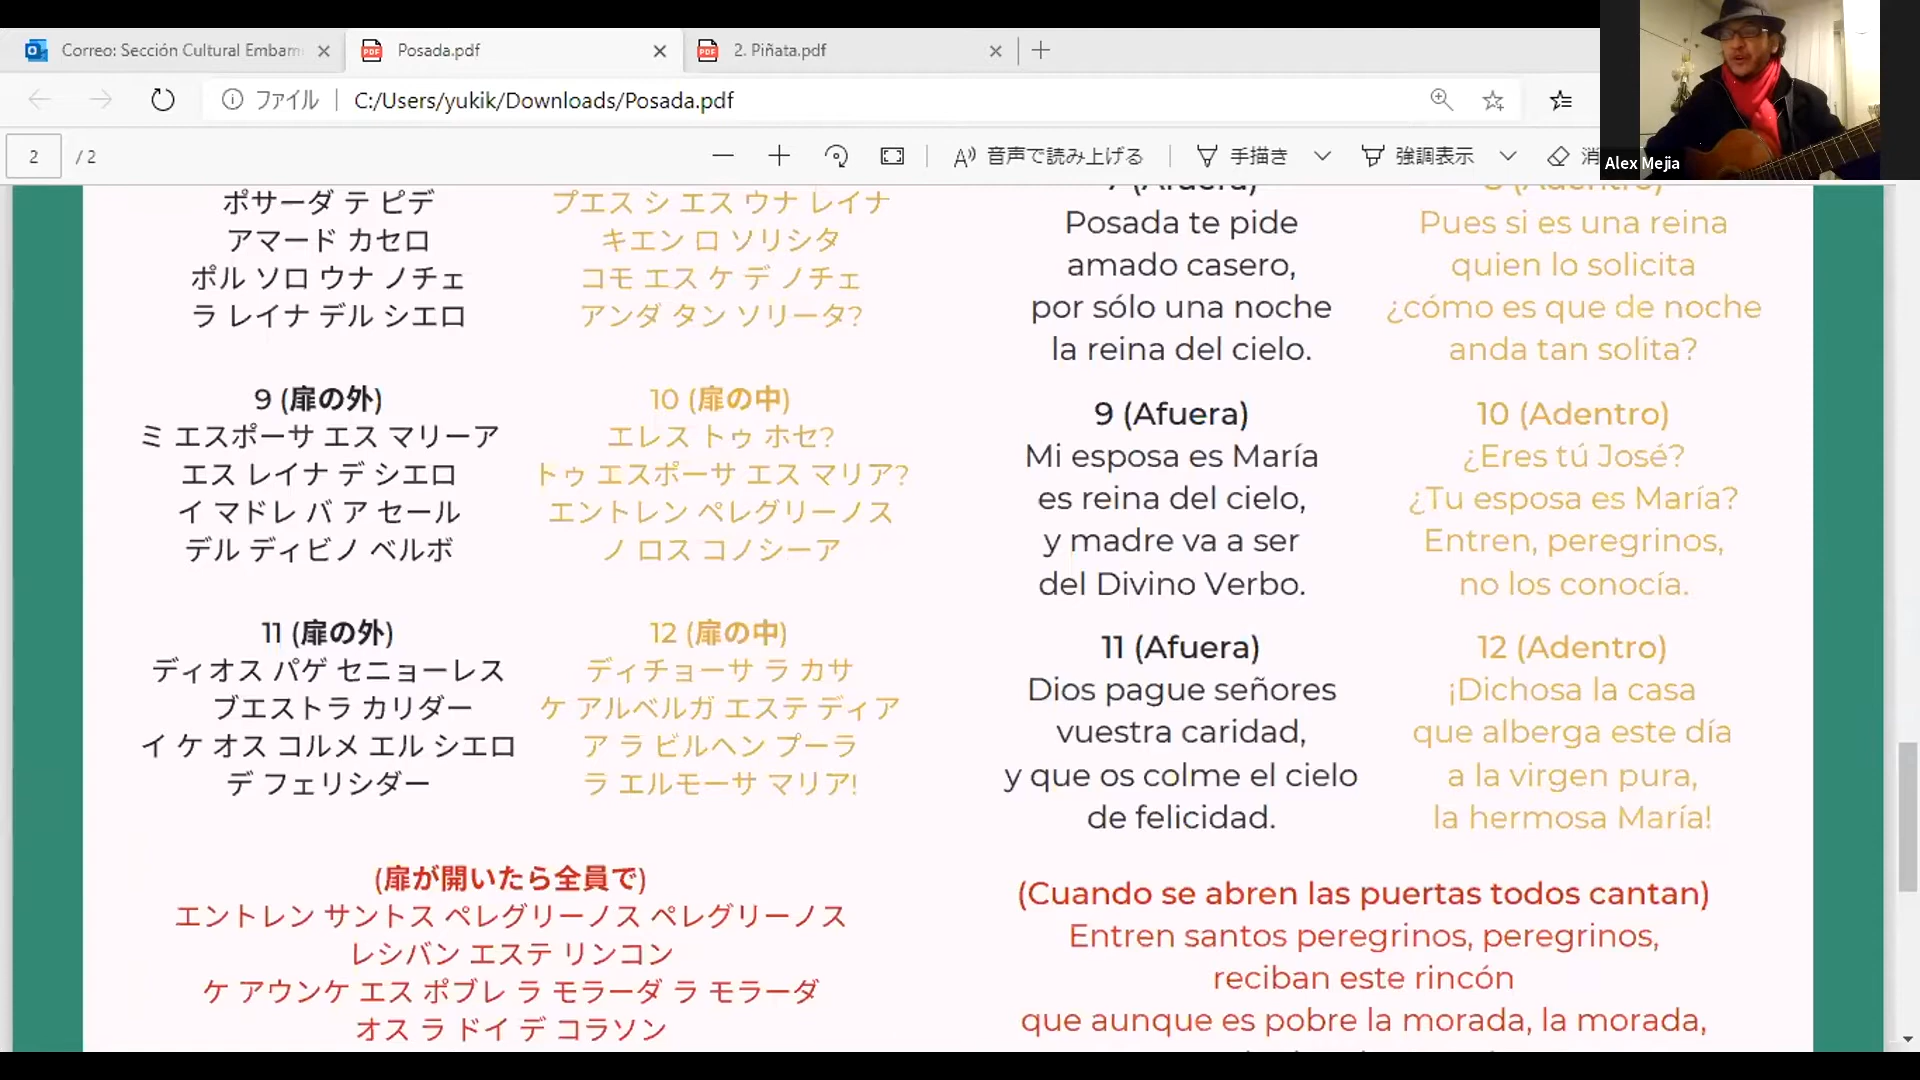 Correo: Sección Cultural Embam
Posada.pdf
2. Piñata.pdf
ファイル
C:/Users/yukik/Downloads/Posada.pdf
2
/ 2
音声で読み上げる
手描き
強調表示
消
Alex Mejia
ポサーダ テ ピデ
アマード カセロ
ポル ソロ ウナ ノチェ
ラ レイナ デル シエロ
プエス シ エス ウナ レイナ
キエン ロ ソリシタ
コモ エス ケ デ ノチェ
アンダ タン ソリータ?
9 (扉の外)
ミ エスポーサ エス マリーア
エス レイナ デ シエロ
イ マドレ バ ア セール
デル ディビノ ベルボ
10 (扉の中)
エレス トゥ ホセ?
トゥ エスポーサ エス マリア?
エントレン ペレグリーノス
ノ ロス コノシーア
11 (扉の外)
ディオス パゲ セニョーレス
ブエストラ カリダー
イ ケ オス コルメ エル シエロ
デ フェリシダー
12 (扉の中)
ディチョーサ ラ カサ
ケ アルベルガ エステ ディア
ア ラ ビルヘン プーラ
ラ エルモーサ マリア!
(扉が開いたら全員で)
エントレン サントス ペレグリーノス ペレグリーノス
レシバン エステ リンコン
ケ アウンケ エス ポブレ ラ モラーダ ラ モラーダ
オス ラ ドイ デ コラソン
7 (Afuera)
Posada te pide
amado casero,
por sólo una noche
la reina del cielo.
8 (Adentro)
Pues si es una reina
quien lo solicita
¿cómo es que de noche
anda tan solita?
9 (Afuera)
Mi esposa es María
es reina del cielo,
y madre va a ser
del Divino Verbo.
10 (Adentro)
¿Eres tú José?
¿Tu esposa es María?
Entren, peregrinos,
no los conocía.
11 (Afuera)
Dios pague señores
vuestra caridad,
y que os colme el cielo
de felicidad.
12 (Adentro)
¡Dichosa la casa
que alberga este día
a la virgen pura,
la hermosa María!
(Cuando se abren las puertas todos cantan)
Entren santos peregrinos, peregrinos,
reciban este rincón
que aunque es pobre la morada, la morada,